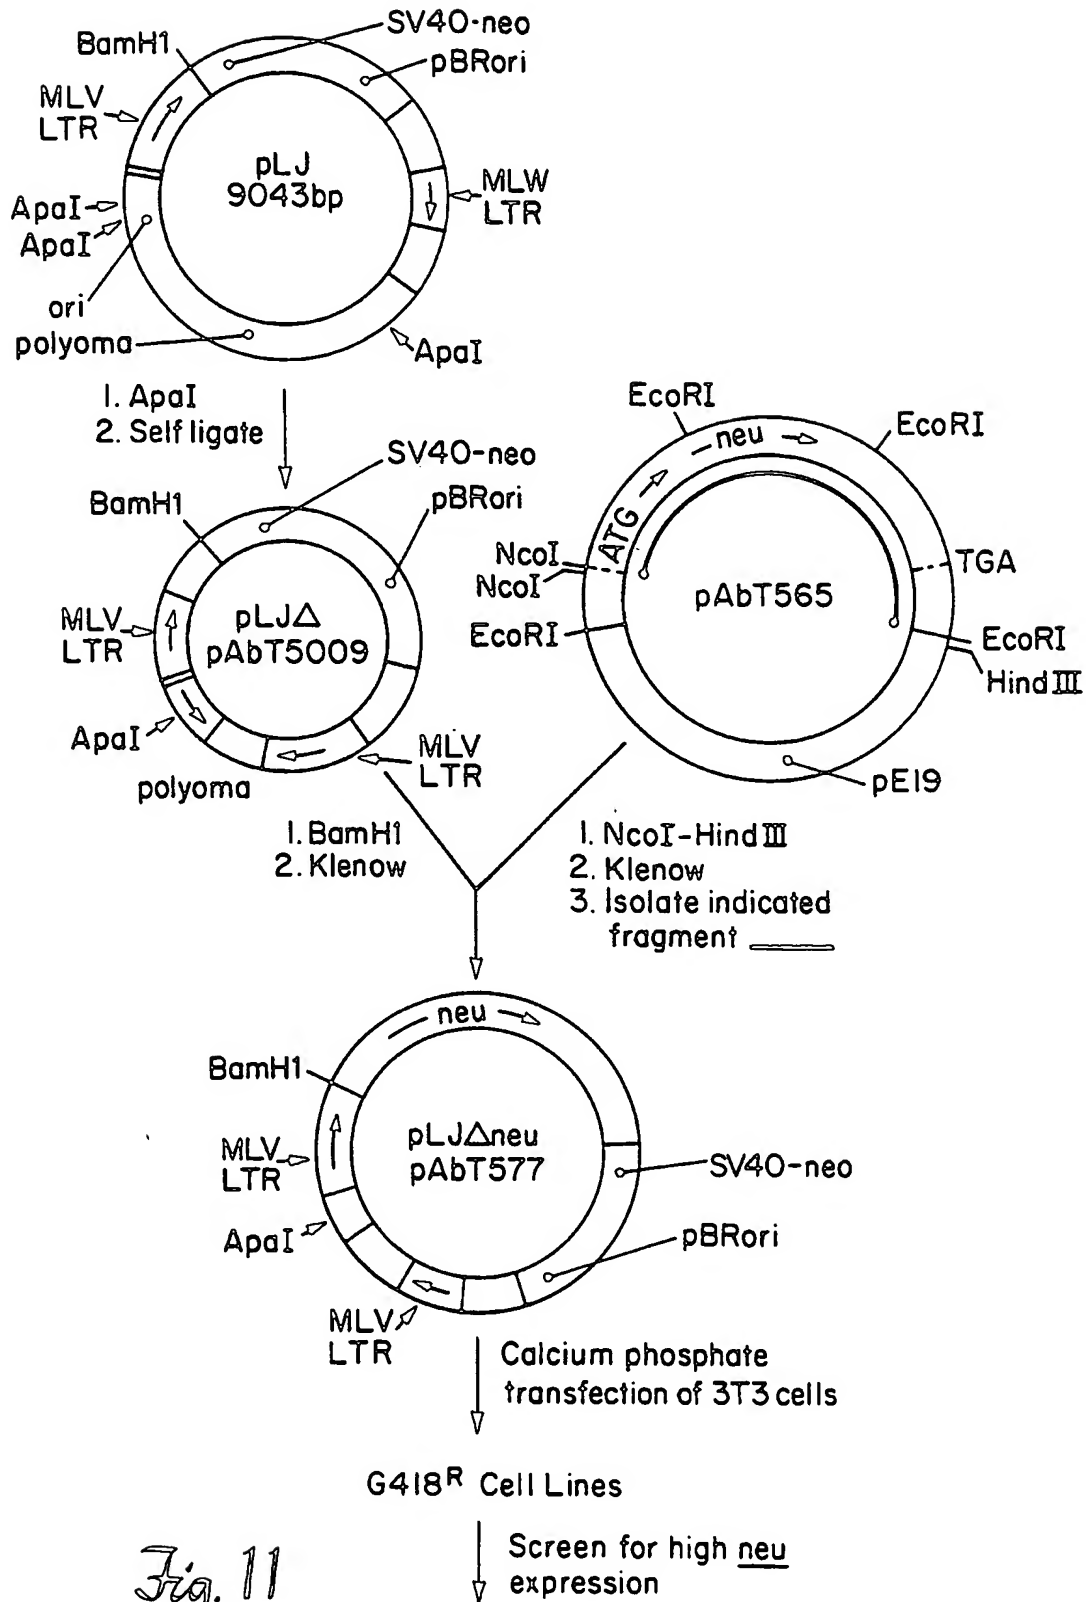 SV40-neo
BamH1
pBRori
MLV
LTR
pLJ
9043bp
MLW
LTR
ApaI
ApaI
ori
polyoma
ApaI
1. ApaI
2. Self ligate
EcoRI
EcoRI
neu
SV40-neo
BamH1
pBRori
ATG
NcoI
NcoI
TGA
pAbT565
MLV
LTR
pLJΔ
pAbT5009
EcoRI
EcoRI
Hind III
ApaI
MLV
LTR
polyoma
pE19
1. BamH1
2. Klenow
1. NcoI-Hind III
2. Klenow
3. Isolate indicated
fragment
neu
BamH1
pLJΔneu
pAbT577
MLV
LTR
SV40-neo
ApaI
pBRori
MLV
LTR
Calcium phosphate
transfection of 3T3 cells
G418ᴿ Cell Lines
Screen for high neu
expression
Fig. 11